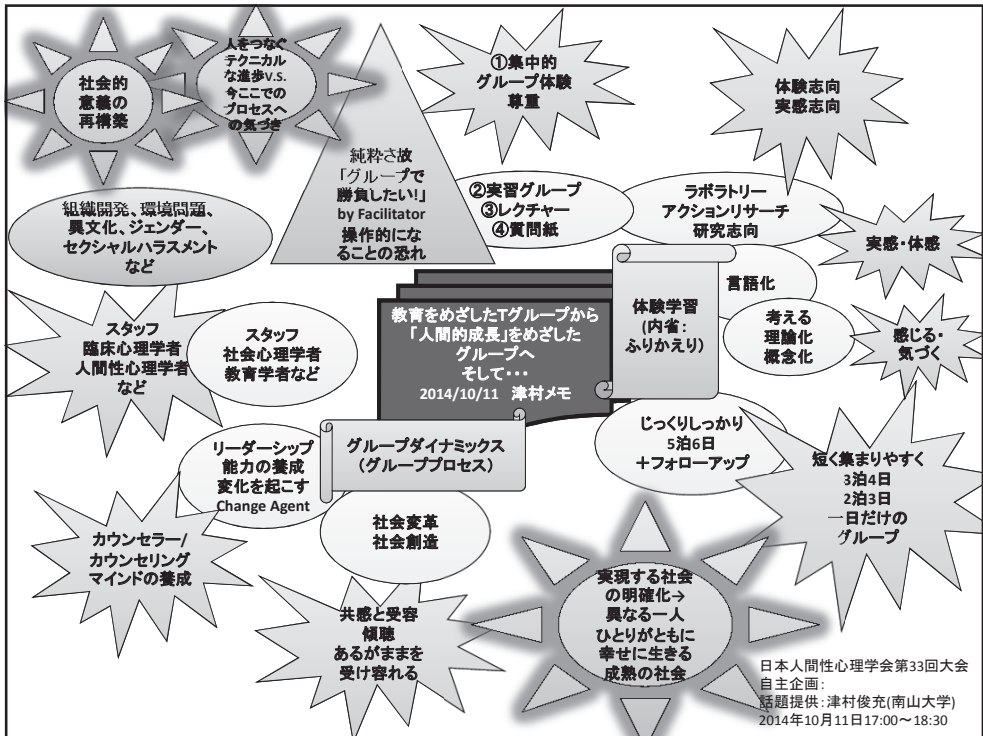 社会的
意義の
再構築
人をつなぐ
テクニカル
な進歩V.S.
今ここでの
プロセスへ
の気づき
純粋さ故
「グループで
勝負したい!」
by Facilitator
操作的にな
ることの恐れ
①集中的
グループ体験
尊重
体験志向
実感志向
組織開発、環境問題、
異文化、ジェンダー、
セクシャルハラスメント
など
②実習グループ
③レクチャー
④質問紙
ラボラトリー
アクションリサーチ
研究志向
実感・体感
言語化
体験学習
(内省:
ふりかえり)
考える
理論化
概念化
感じる・
気づく
教育をめざしたTグループから
「人間的成長」をめざした
グループへ
そして・・・
2014/10/11 津村メモ
スタッフ
臨床心理学者
人間性心理学者
など
スタッフ
社会心理学者
教育学者など
じっくりしっかり
5泊6日
+フォローアップ
短く集まりやすく
3泊4日
2泊3日
一日だけの
グループ
リーダーシップ
能力の養成
変化を起こす
Change Agent
グループダイナミックス
(グループプロセス)
社会変革
社会創造
カウンセラー/
カウンセリング
マインドの養成
共感と受容
傾聴
あるがままを
受け容れる
実現する社会
の明確化→
異なる一人
ひとりがともに
幸せに生きる
成熟の社会
日本人間性心理学会第33回大会
自主企画:
話題提供:津村俊充(南山大学)
2014年10月11日17:00~18:30